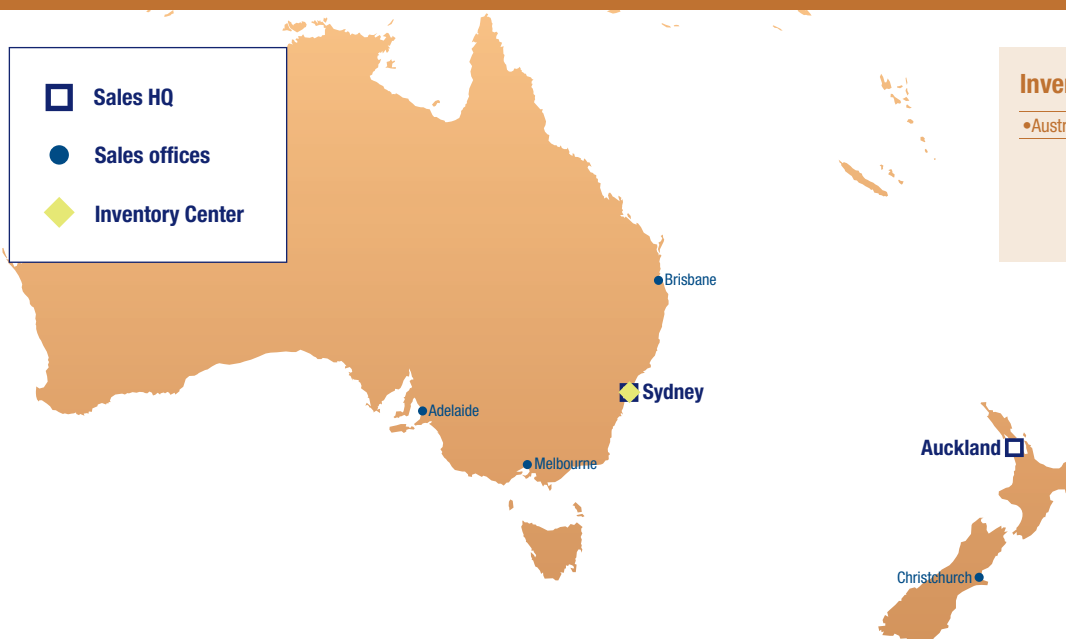 Sales HQ
Sales offices
Inventory Center
Brisbane
Sydney
Adelaide
Melbourne
Auckland
Christchurch